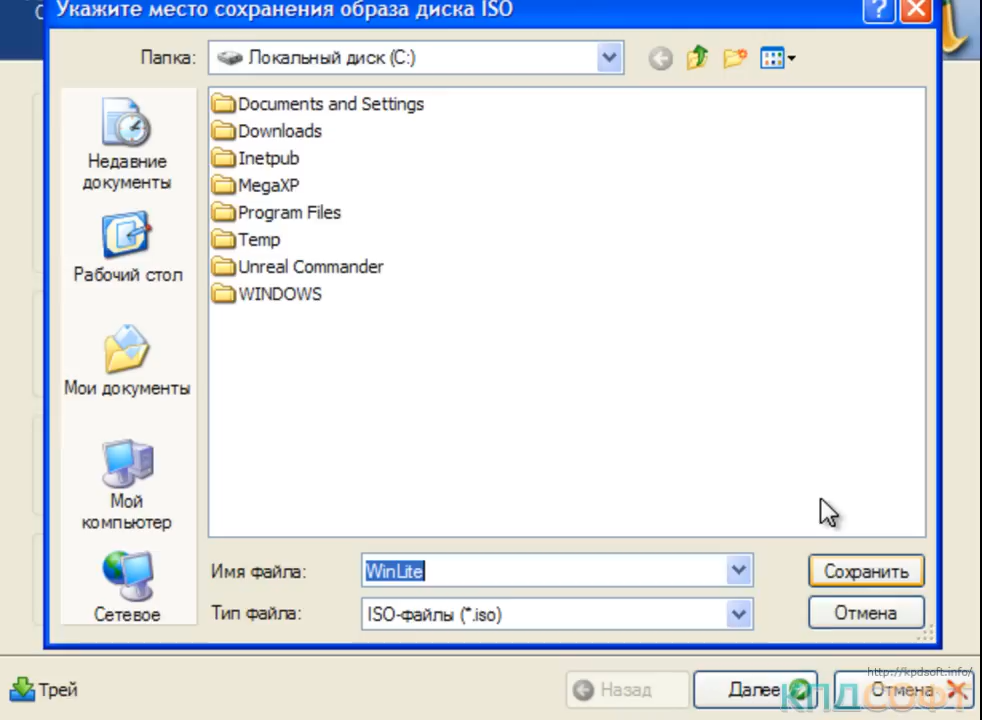 Укажите место сохранения образа диска ISO
Папка: Локальный диск (C:)
Недавние документы
Рабочий стол
Мои документы
Мой компьютер
Сетевое
Documents and Settings
Downloads
Inetpub
MegaXP
Program Files
Temp
Unreal Commander
WINDOWS
Имя файла: WinLite Сохранить
Тип файла: ISO-файлы (*.iso) Отмена
http://kpdsoft.info/
Трей Назад Далее Отмена
КПДСОФТ